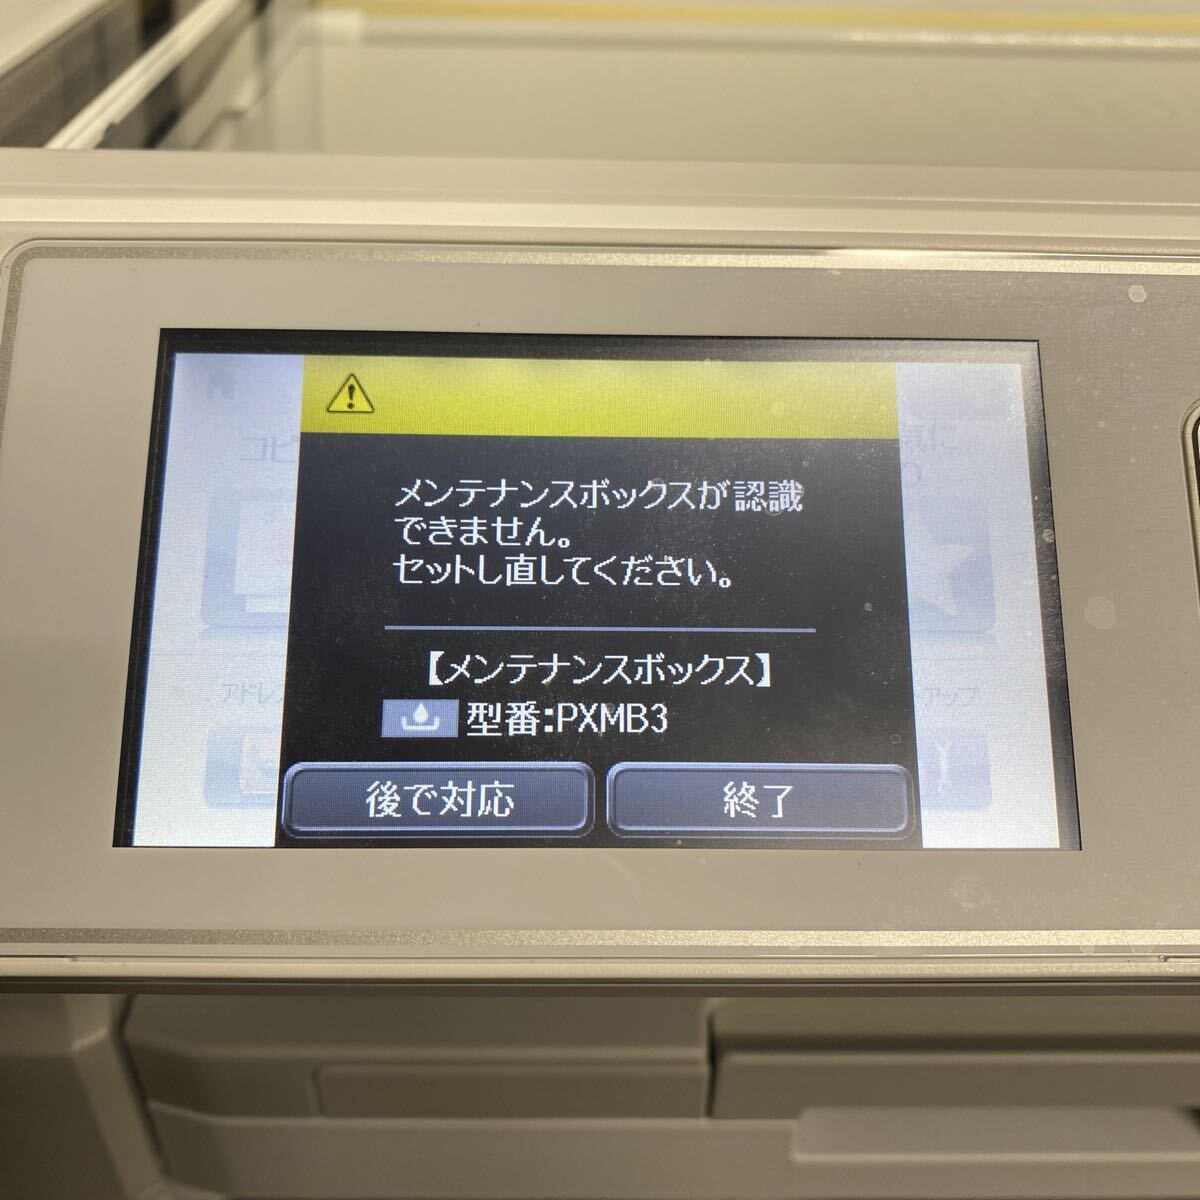 メンテナンスボックスが認識
できません。
セットし直してください。
【メンテナンスボックス】
型番:PXMB3
後で対応
終了